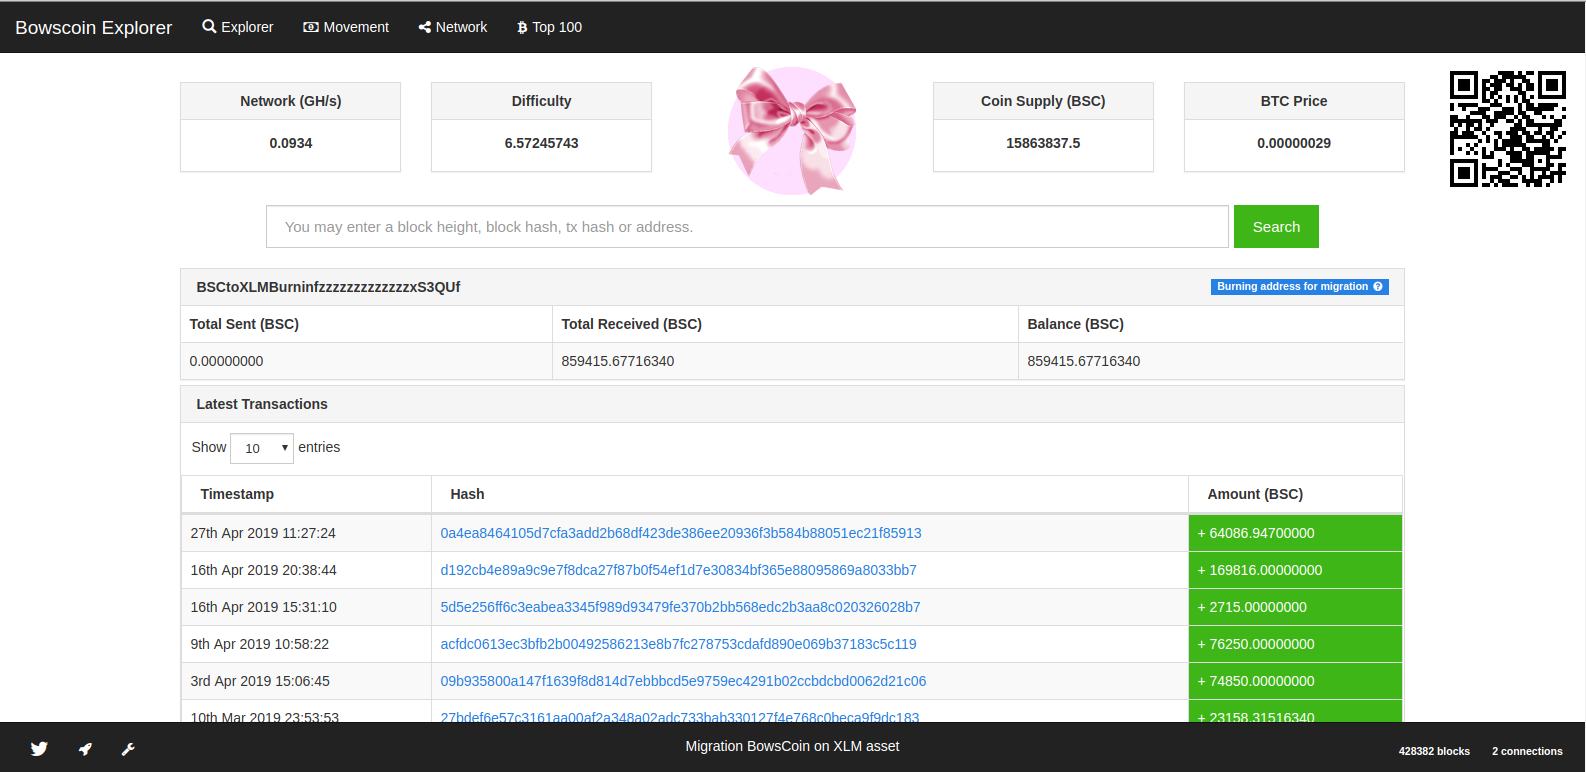 Bowscoin Explorer Explorer Movement Network Top 100
Network (GH/s) Difficulty Coin Supply (BSC) BTC Price
0.0934 6.57245743 15863837.5 0.00000029
You may enter a block height, block hash, tx hash or address. Search
BSCtoXLMBurninfzzzzzzzzzzzzzxS3QUf Burning address for migration
Total Sent (BSC) Total Received (BSC) Balance (BSC)
0.00000000 859415.67716340 859415.67716340
Latest Transactions
Show 10 entries
Timestamp Hash Amount (BSC)
27th Apr 2019 11:27:24 0a4ea8464105d7cfa3add2b68df423de386ee20936f3b584b88051ec21f85913 + 64086.94700000
16th Apr 2019 20:38:44 d192cb4e89a9c9e7f8dca27f87b0f54ef1d7e30834bf365e88095869a8033bb7 + 169816.00000000
16th Apr 2019 15:31:10 5d5e256ff6c3eabea3345f989d93479fe370b2bb568edc2b3aa8c020326028b7 + 2715.00000000
9th Apr 2019 10:58:22 acfdc0613ec3bfb2b00492586213e8b7fc278753cdafd890e069b37183c5c119 + 76250.00000000
3rd Apr 2019 15:06:45 09b935800a147f1639f8d814d7ebbbcd5e9759ec4291b02ccbdcbd0062d21c06 + 74850.00000000
10th Mar 2019 23:53:53 27bdef6e57c3161aa00af2a348a02adc733bab330127f4e768c0beca9f9dc183 + 23158.31516340
Migration BowsCoin on XLM asset 428382 blocks 2 connections